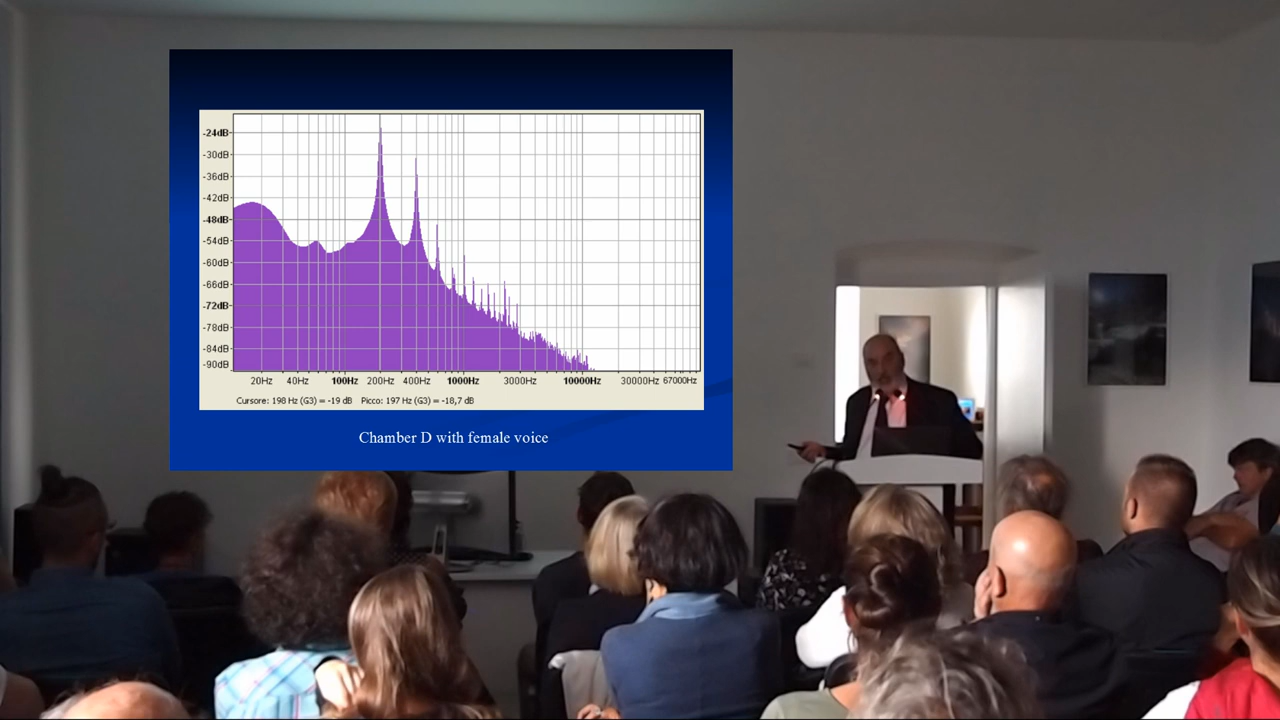 -24dB
-30dB
-36dB
-42dB
-48dB
-54dB
-60dB
-66dB
-72dB
-78dB
-84dB
-90dB
20Hz 40Hz 100Hz 200Hz 400Hz 1000Hz 3000Hz 10000Hz 30000Hz 67000Hz
Cursore: 198 Hz (G3) = -19 dB Picco: 197 Hz (G3) = -18,7 dB
Chamber D with female voice